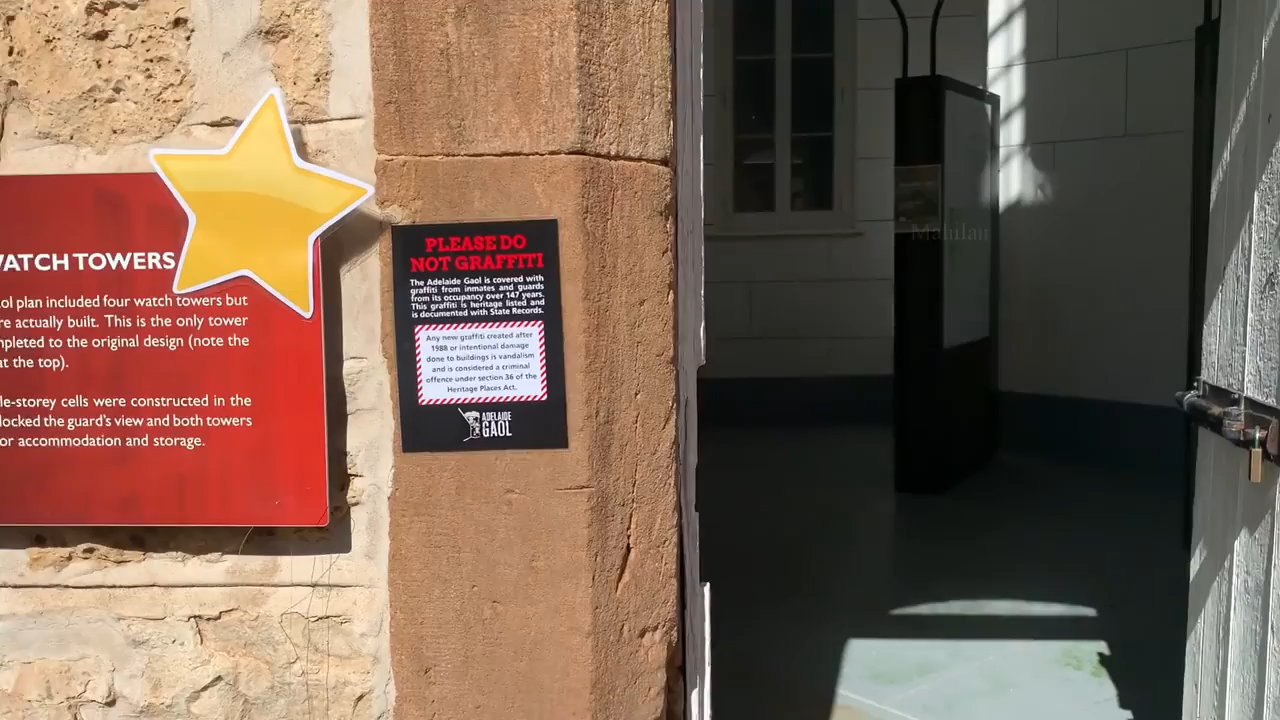 WATCH TOWERS
ol plan included four watch towers but
re actually built. This is the only tower
mpleted to the original design (note the
at the top).
le-storey cells were constructed in the
locked the guard's view and both towers
or accommodation and storage.
PLEASE DO
NOT GRAFFITI
The Adelaide Gaol is covered with
graffiti from inmates and guards
from its occupancy over 147 years.
This graffiti is heritage listed and
is documented with State Records.
Any new graffiti created after
1988 or intentional damage
done to buildings is vandalism
and is considered a criminal
offence under section 36 of the
Heritage Places Act.
ADELAIDE
GAOL